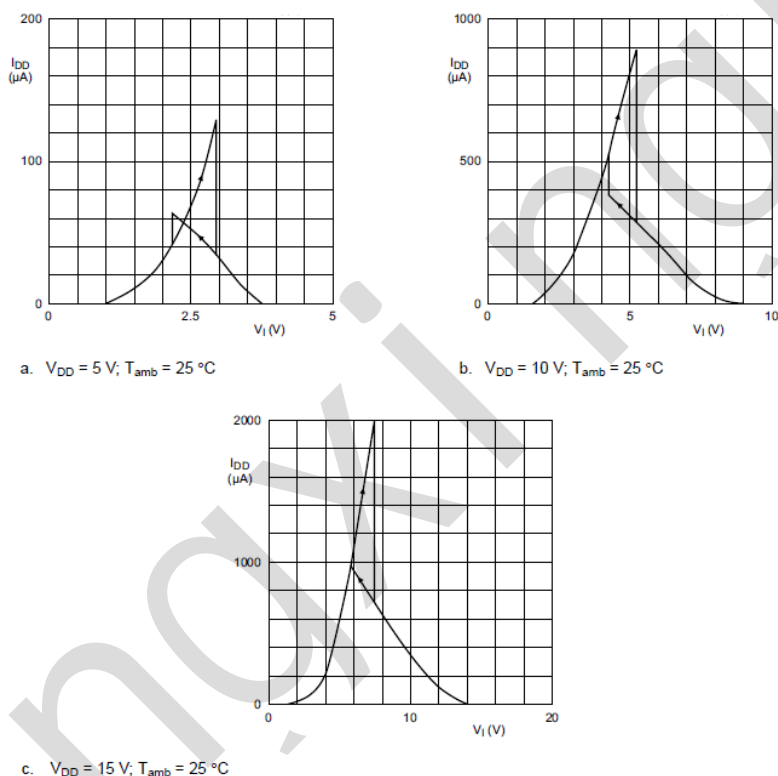 200
IDD
(µA)
100
0
0
2.5
5
VI (V)
a. VDD = 5 V; Tamb = 25 °C
1000
IDD
(µA)
500
0
0
5
10
VI (V)
b. VDD = 10 V; Tamb = 25 °C
2000
IDD
(µA)
1000
0
0
10
20
VI (V)
c. VDD = 15 V; Tamb = 25 °C